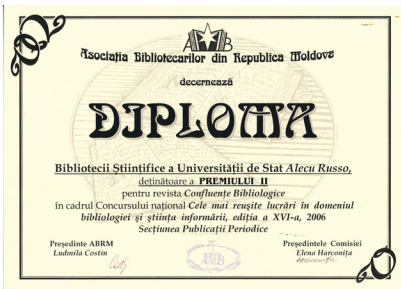 A B
Asociația Bibliotecarilor din Republica Moldova
decernează
DIPLOMA
Bibliotecii Științifice a Universității de Stat Alecu Russo,
deținătoare a PREMIULUI II
pentru revista Confluențe Bibliologice
în cadrul Concursului național Cele mai reușite lucrări în domeniul
bibliologiei și știința informării, ediția a XVI-a, 2006
Secțiunea Publicații Periodice
Președinte ABRM
Ludmila Costin
Președintele Comisiei
Elena Harconița